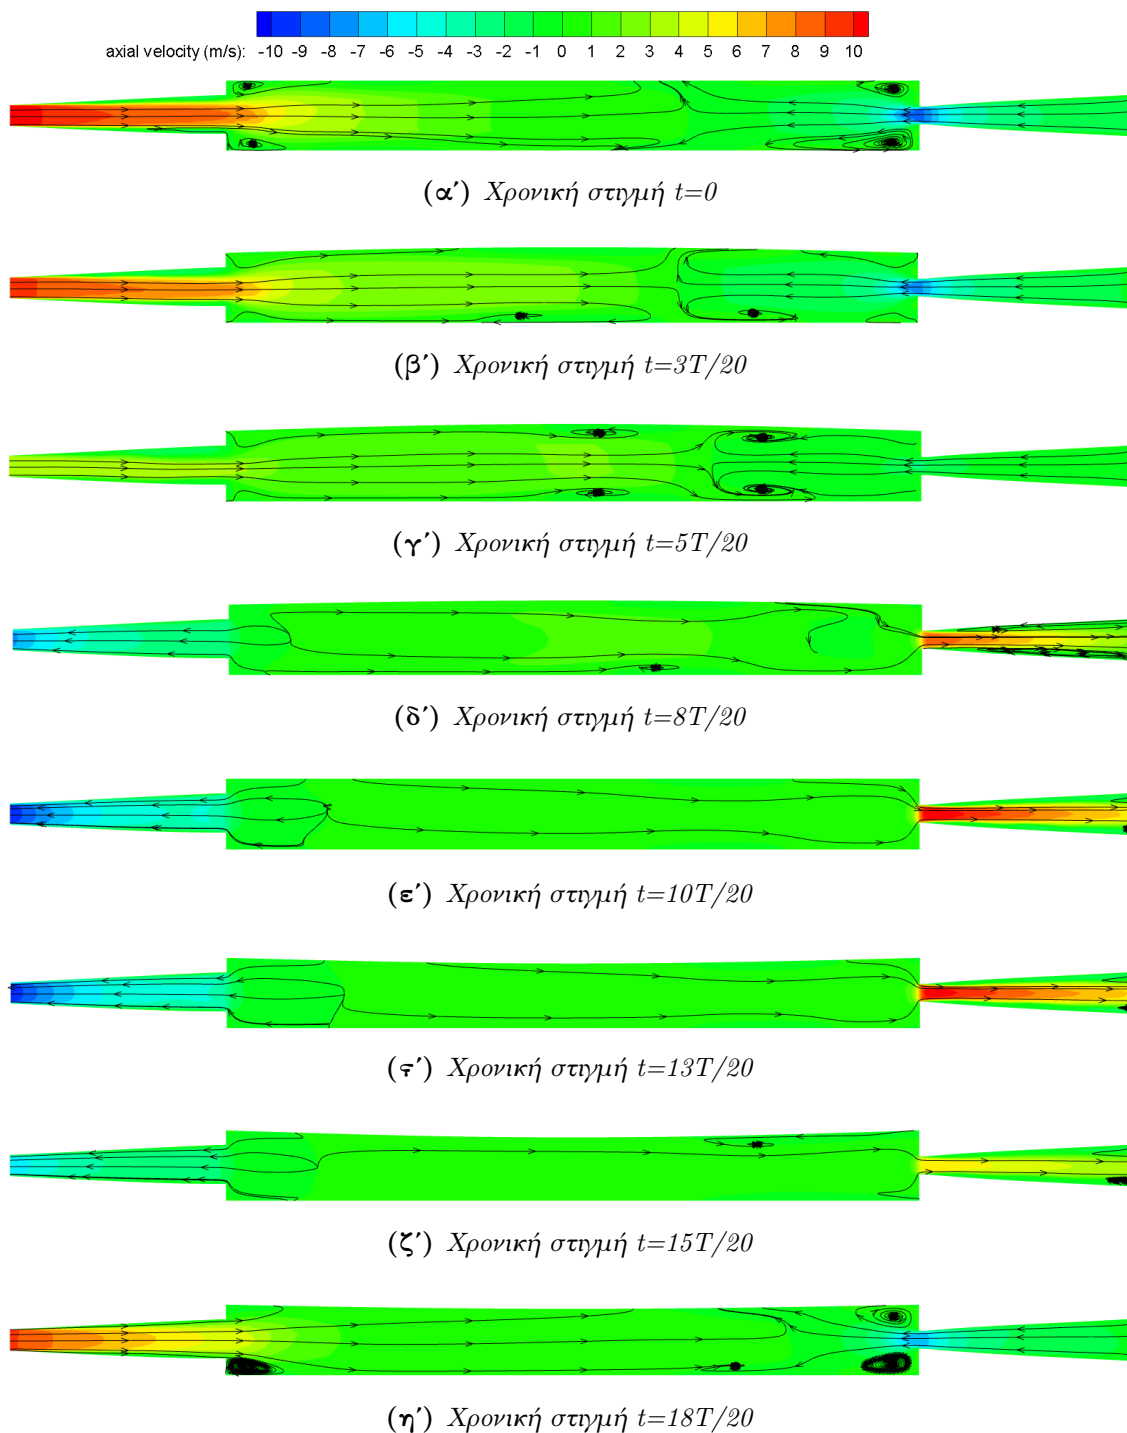 axial velocity (m/s): -10 -9 -8 -7 -6 -5 -4 -2 -1 0 1 2 3 4 5 6 7 8 9 10
(α΄) Χρονική στιγμή t=0
(β΄) Χρονική στιγμή t=3T/20
(γ΄) Χρονική στιγμή t=5T/20
(δ΄) Χρονική στιγμή t=8T/20
(ε΄) Χρονική στιγμή t=10T/20
(ϛ΄) Χρονική στιγμή t=13T/20
(ζ΄) Χρονική στιγμή t=15T/20
(η΄) Χρονική στιγμή t=18T/20